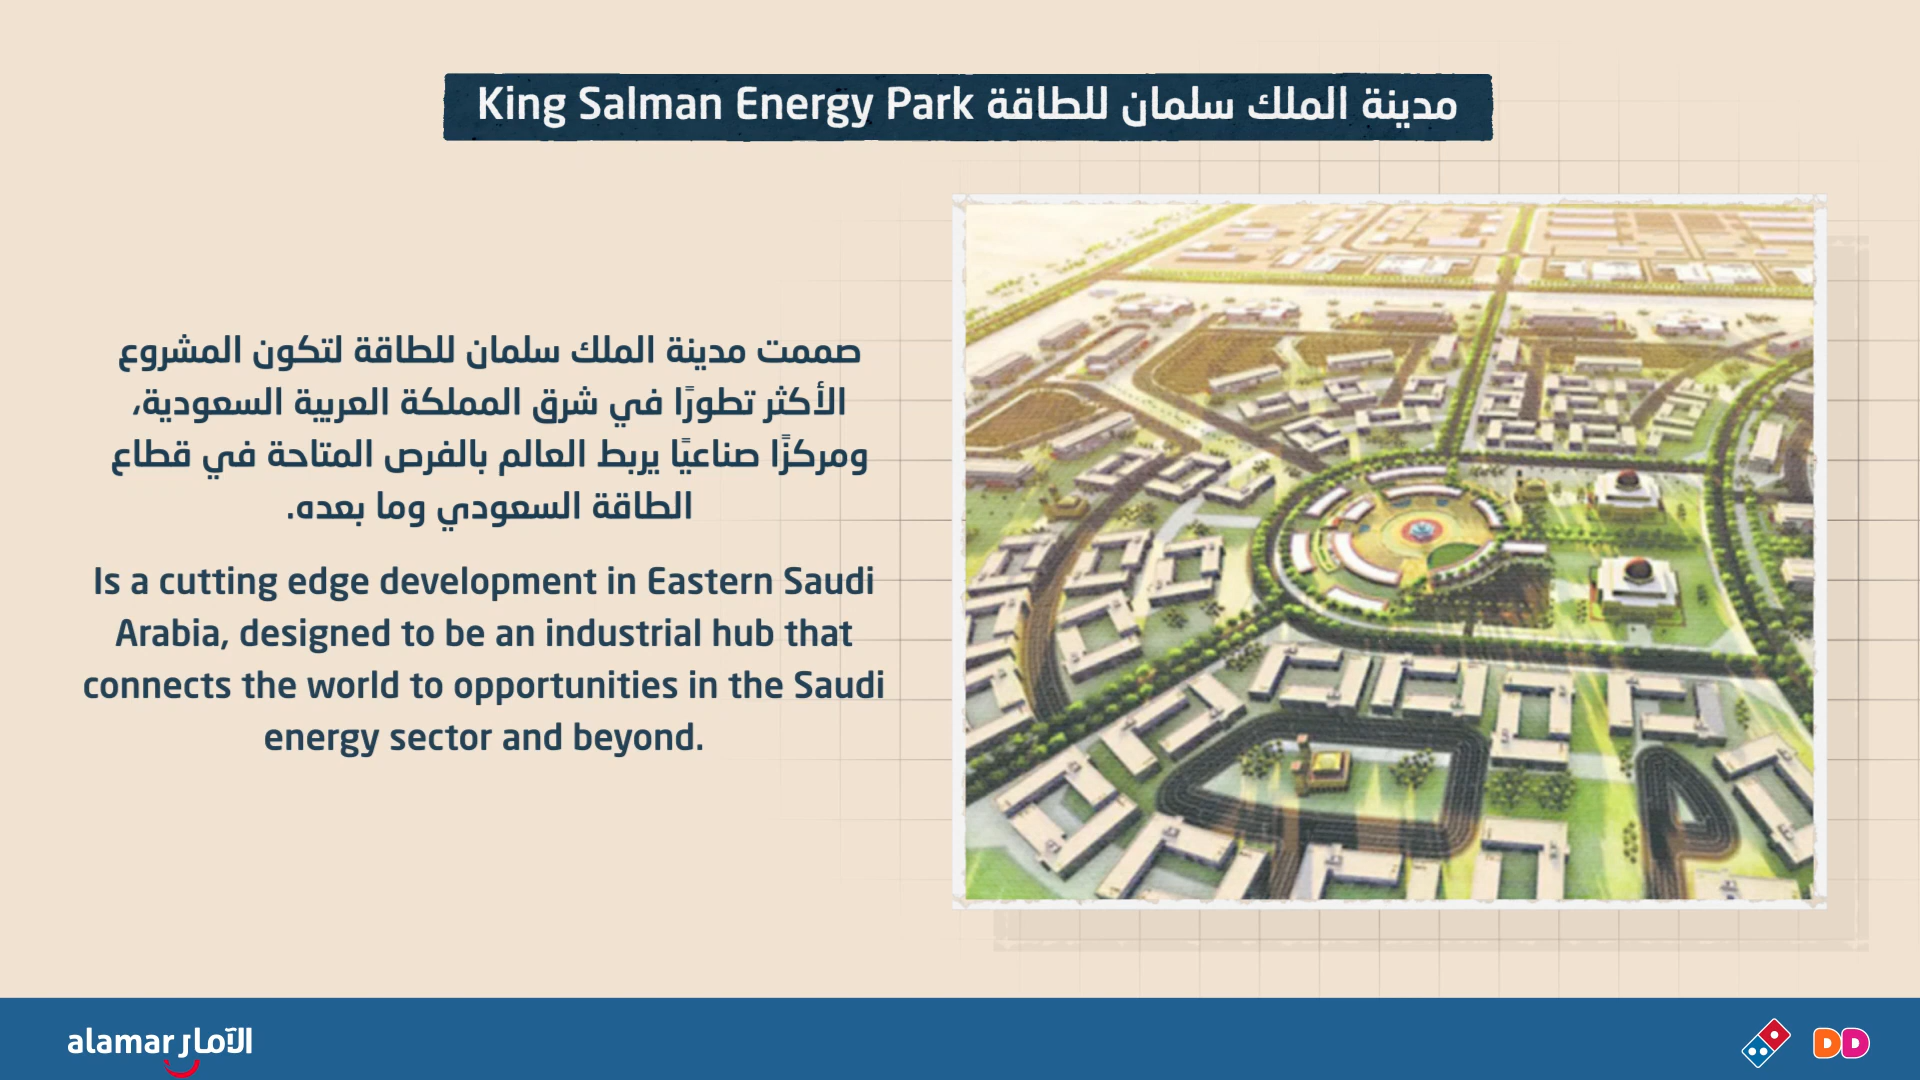 مدينة الملك سلمان للطاقة King Salman Energy Park
صممت مدينة الملك سلمان للطاقة لتكون المشروع
الأكثر تطورًا في شرق المملكة العربية السعودية،
ومركزًا صناعيًا يربط العالم بالفرص المتاحة في قطاع
الطاقة السعودي وما بعده.
Is a cutting edge development in Eastern Saudi
Arabia, designed to be an industrial hub that
connects the world to opportunities in the Saudi
energy sector and beyond.
alamar الآمار
DD